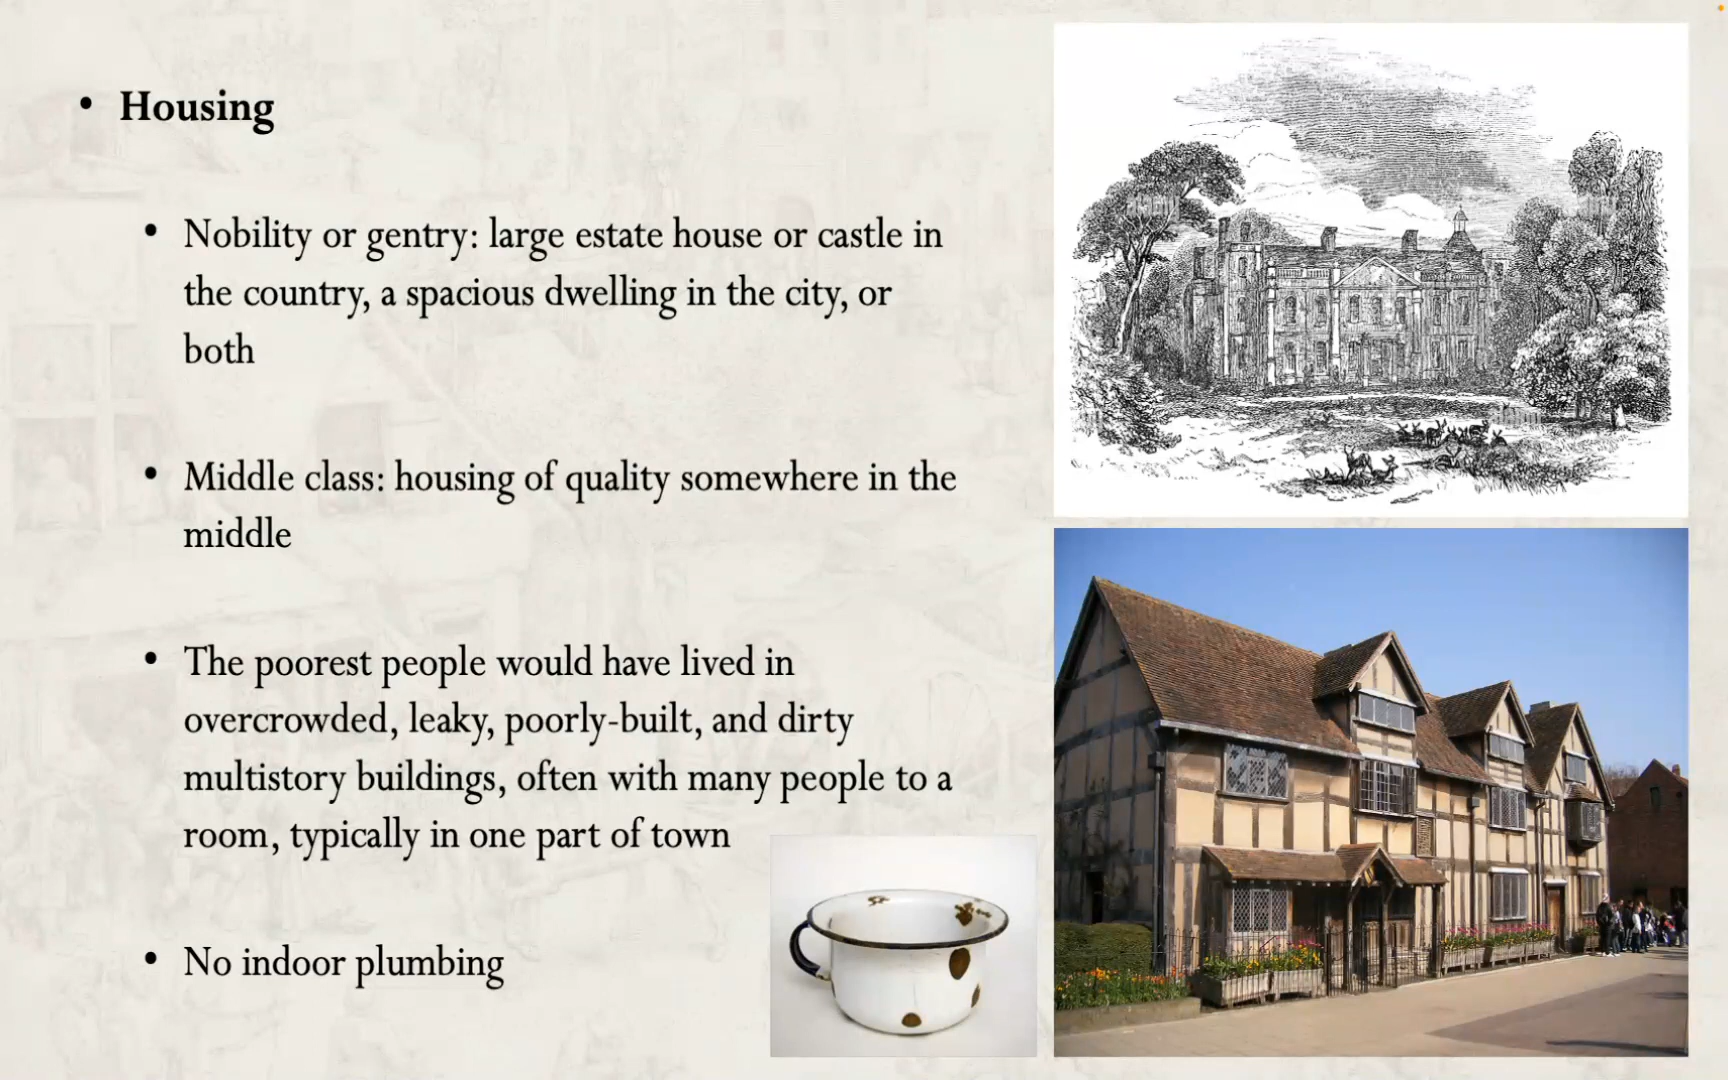 • Housing
• Nobility or gentry: large estate house or castle in
the country, a spacious dwelling in the city, or
both
• Middle class: housing of quality somewhere in the
middle
• The poorest people would have lived in
overcrowded, leaky, poorly-built, and dirty
multistory buildings, often with many people to a
room, typically in one part of town
• No indoor plumbing